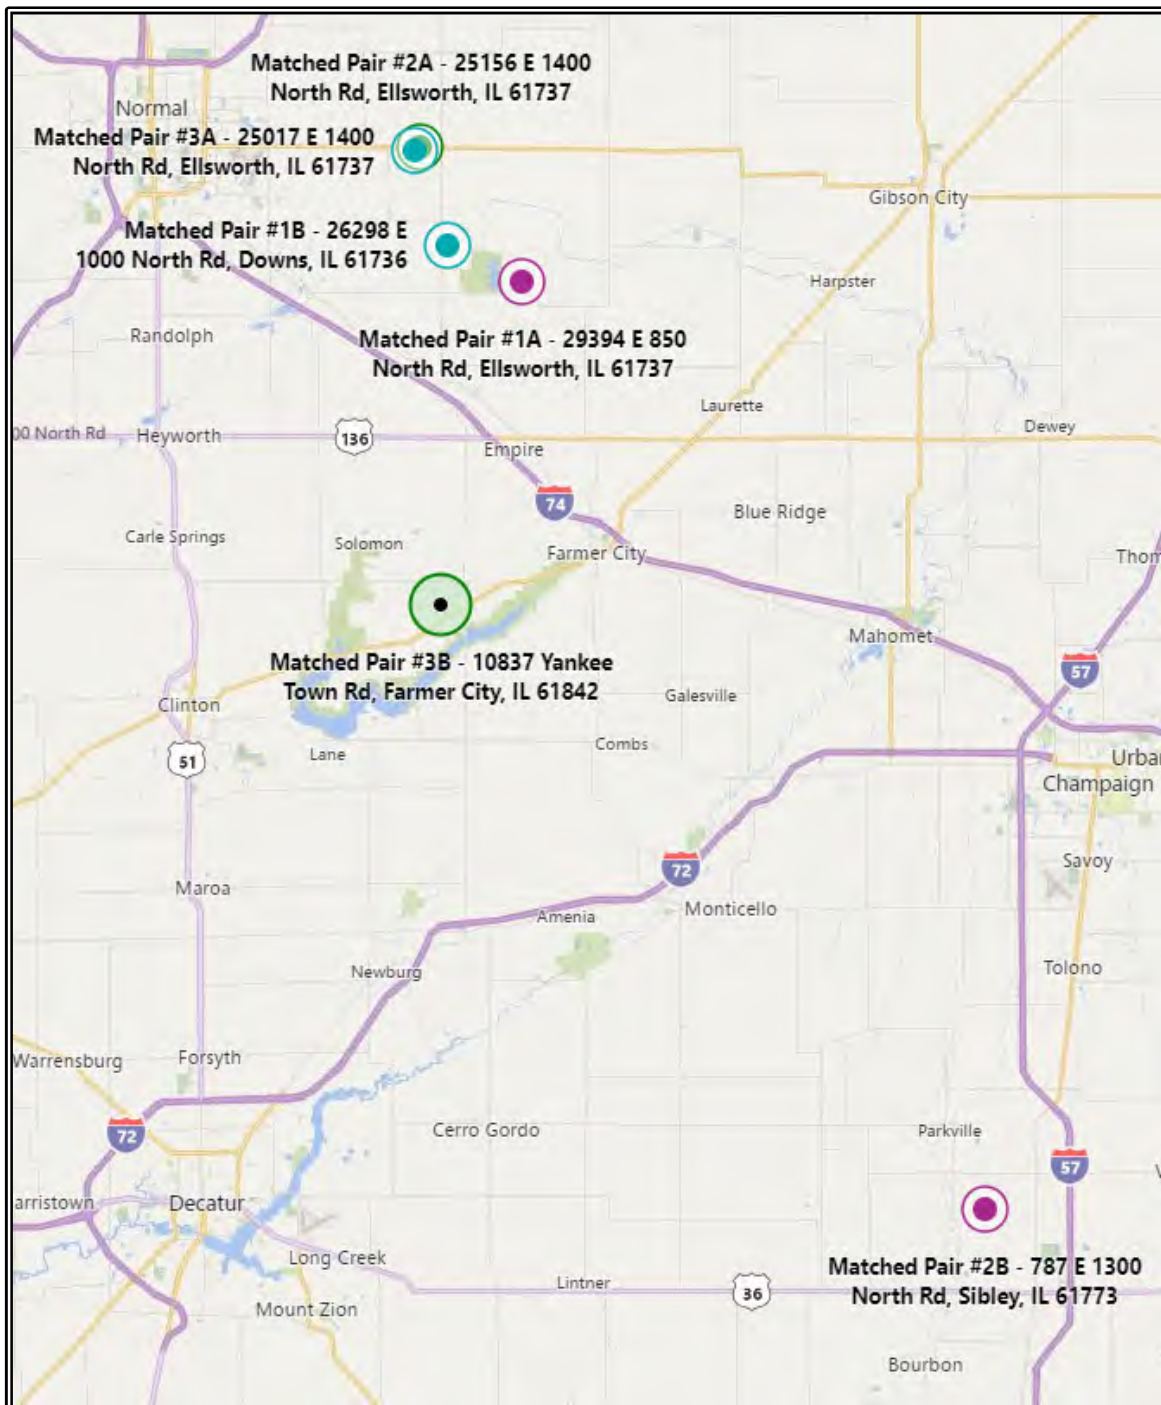 Matched Pair #2A - 25156 E 1400
North Rd, Ellsworth, IL 61737
Normal
Matched Pair #3A - 25017 E 1400
North Rd, Ellsworth, IL 61737
Gibson City
Matched Pair #1B - 26298 E
1000 North Rd, Downs, IL 61736
Harpster
Randolph
Matched Pair #1A - 29394 E 850
North Rd, Ellsworth, IL 61737
Laurette
Dewey
00 North Rd
Heyworth
136
Empire
74
Blue Ridge
Carle Springs
Solomon
Farmer City
Thom
Mahomet
Matched Pair #3B - 10837 Yankee
Town Rd, Farmer City, IL 61842
57
Galesville
Clinton
51
Lane
Combs
Urba
Champaign
Savoy
72
Maroa
Amenia
Monticello
Newburg
Tolono
Warrensburg
Forsyth
72
Cerro Gordo
Parkville
57
arristown
Decatur
Long Creek
Matched Pair #2B - 787 E 1300
North Rd, Sibley, IL 61773
Lintner
36
Mount Zion
Bourbon